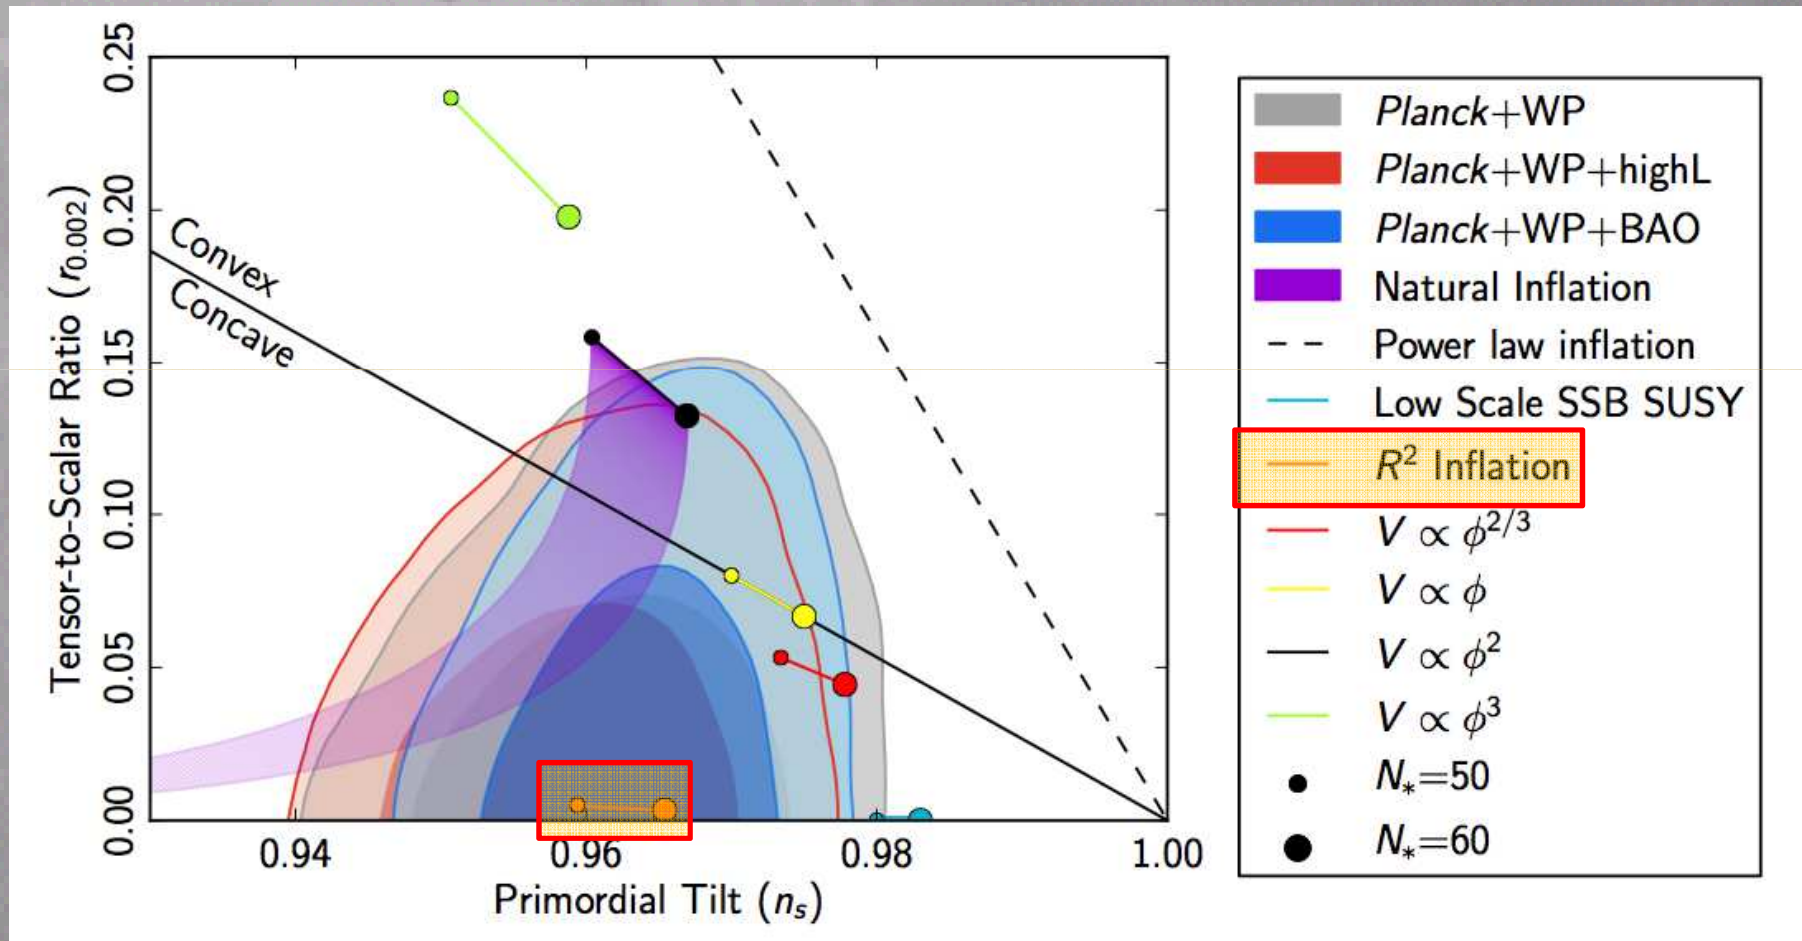 0.25
0.20
0.15
0.10
0.05
0.00
Tensor-to-Scalar Ratio (r₀.₀₀₂)
Convex
Concave
0.94 0.96 0.98 1.00
Primordial Tilt (nₛ)
Planck+WP
Planck+WP+highL
Planck+WP+BAO
Natural Inflation
Power law inflation
Low Scale SSB SUSY
R² Inflation
V ∝ ϕ^{2/3}
V ∝ ϕ
V ∝ ϕ²
V ∝ ϕ³
N_*=50
N_*=60